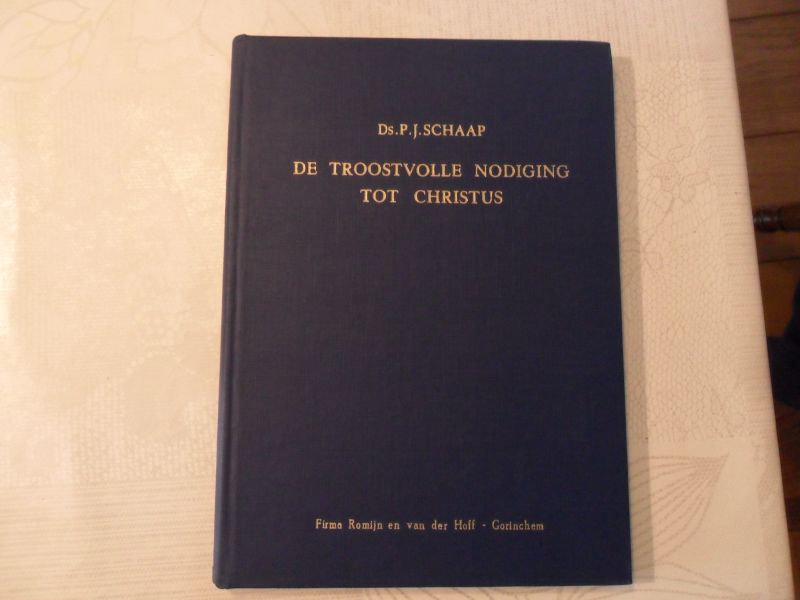 Ds. P. J. SCHAAP
DE TROOSTVOLLE NODIGING
TOT CHRISTUS
Firma Romijn en van der Hoff - Gorinchem